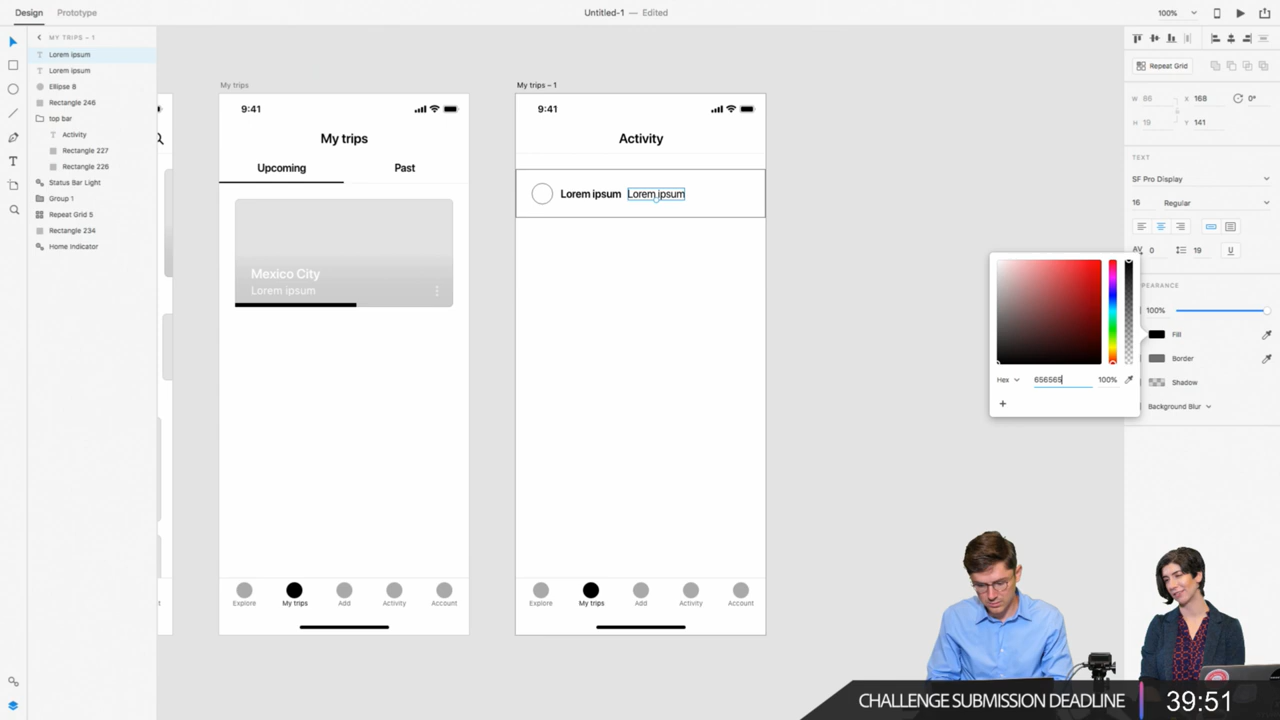 Design Prototype
Untitled-1 — Edited
100%
MY TRIPS – 1
Lorem ipsum
Lorem ipsum
Ellipse 8
Rectangle 246
top bar
Activity
Rectangle 227
Rectangle 226
Status Bar Light
Group 1
Repeat Grid 5
Rectangle 234
Home Indicator
My trips
9:41
My trips
Upcoming Past
Mexico City
Lorem ipsum
Explore My trips Add Activity Account
My trips – 1
9:41
Activity
Lorem ipsum Lorem ipsum
Explore My trips Add Activity Account
Repeat Grid
W 86 X 168 0°
H 19 Y 141
TEXT
SF Pro Display
16 Regular
AV 0 19 U
PEARANCE
100%
Fill
Border
Shadow
Background Blur
Hex 656565 100%
+
CHALLENGE SUBMISSION DEADLINE 39:51